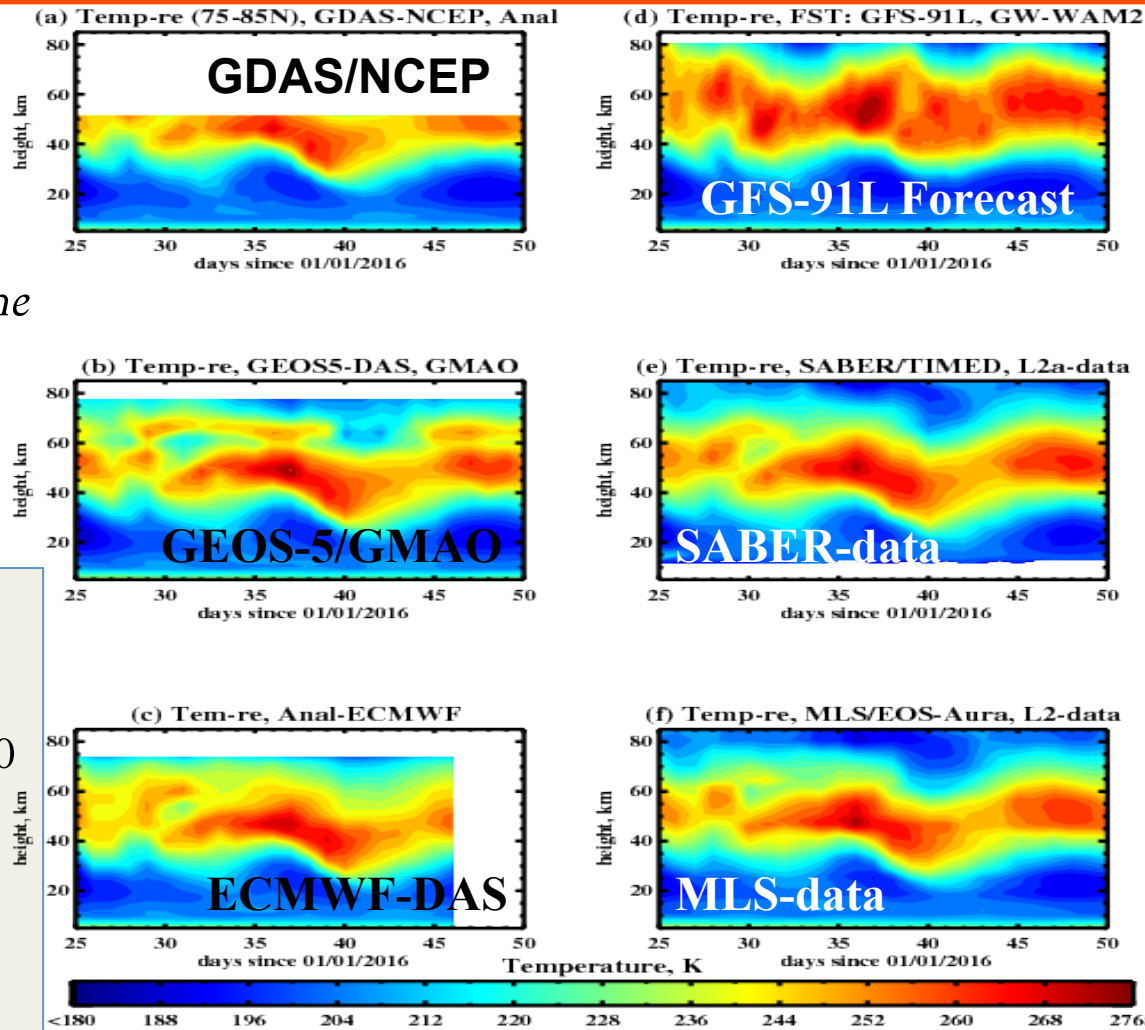 (a) Temp-re (75-85N), GDAS-NCEP, Anal
80
60
40
20
height, km
GDAS/NCEP
25 30 35 40 45 50
days since 01/01/2016
(d) Temp-re, FST: GFS-91L, GW-WAM2
80
60
40
20
height, km
GFS-91L Forecast
25 30 35 40 45 50
days since 01/01/2016
(b) Temp-re, GEOS5-DAS, GMAO
80
60
40
20
height, km
GEOS-5/GMAO
25 30 35 40 45 50
days since 01/01/2016
(e) Temp-re, SABER/TIMED, L2a-data
80
60
40
20
height, km
SABER-data
25 30 35 40 45 50
days since 01/01/2016
(c) Tem-re, Anal-ECMWF
80
60
40
20
height, km
ECMWF-DAS
25 30 35 40 45 50
days since 01/01/2016
(f) Temp-re, MLS/EOS-Aura, L2-data
80
60
40
20
height, km
MLS-data
25 30 35 40 45 50
days since 01/01/2016
Temperature, K
<180 188 196 204 212 220 228 236 244 252 260 268 276